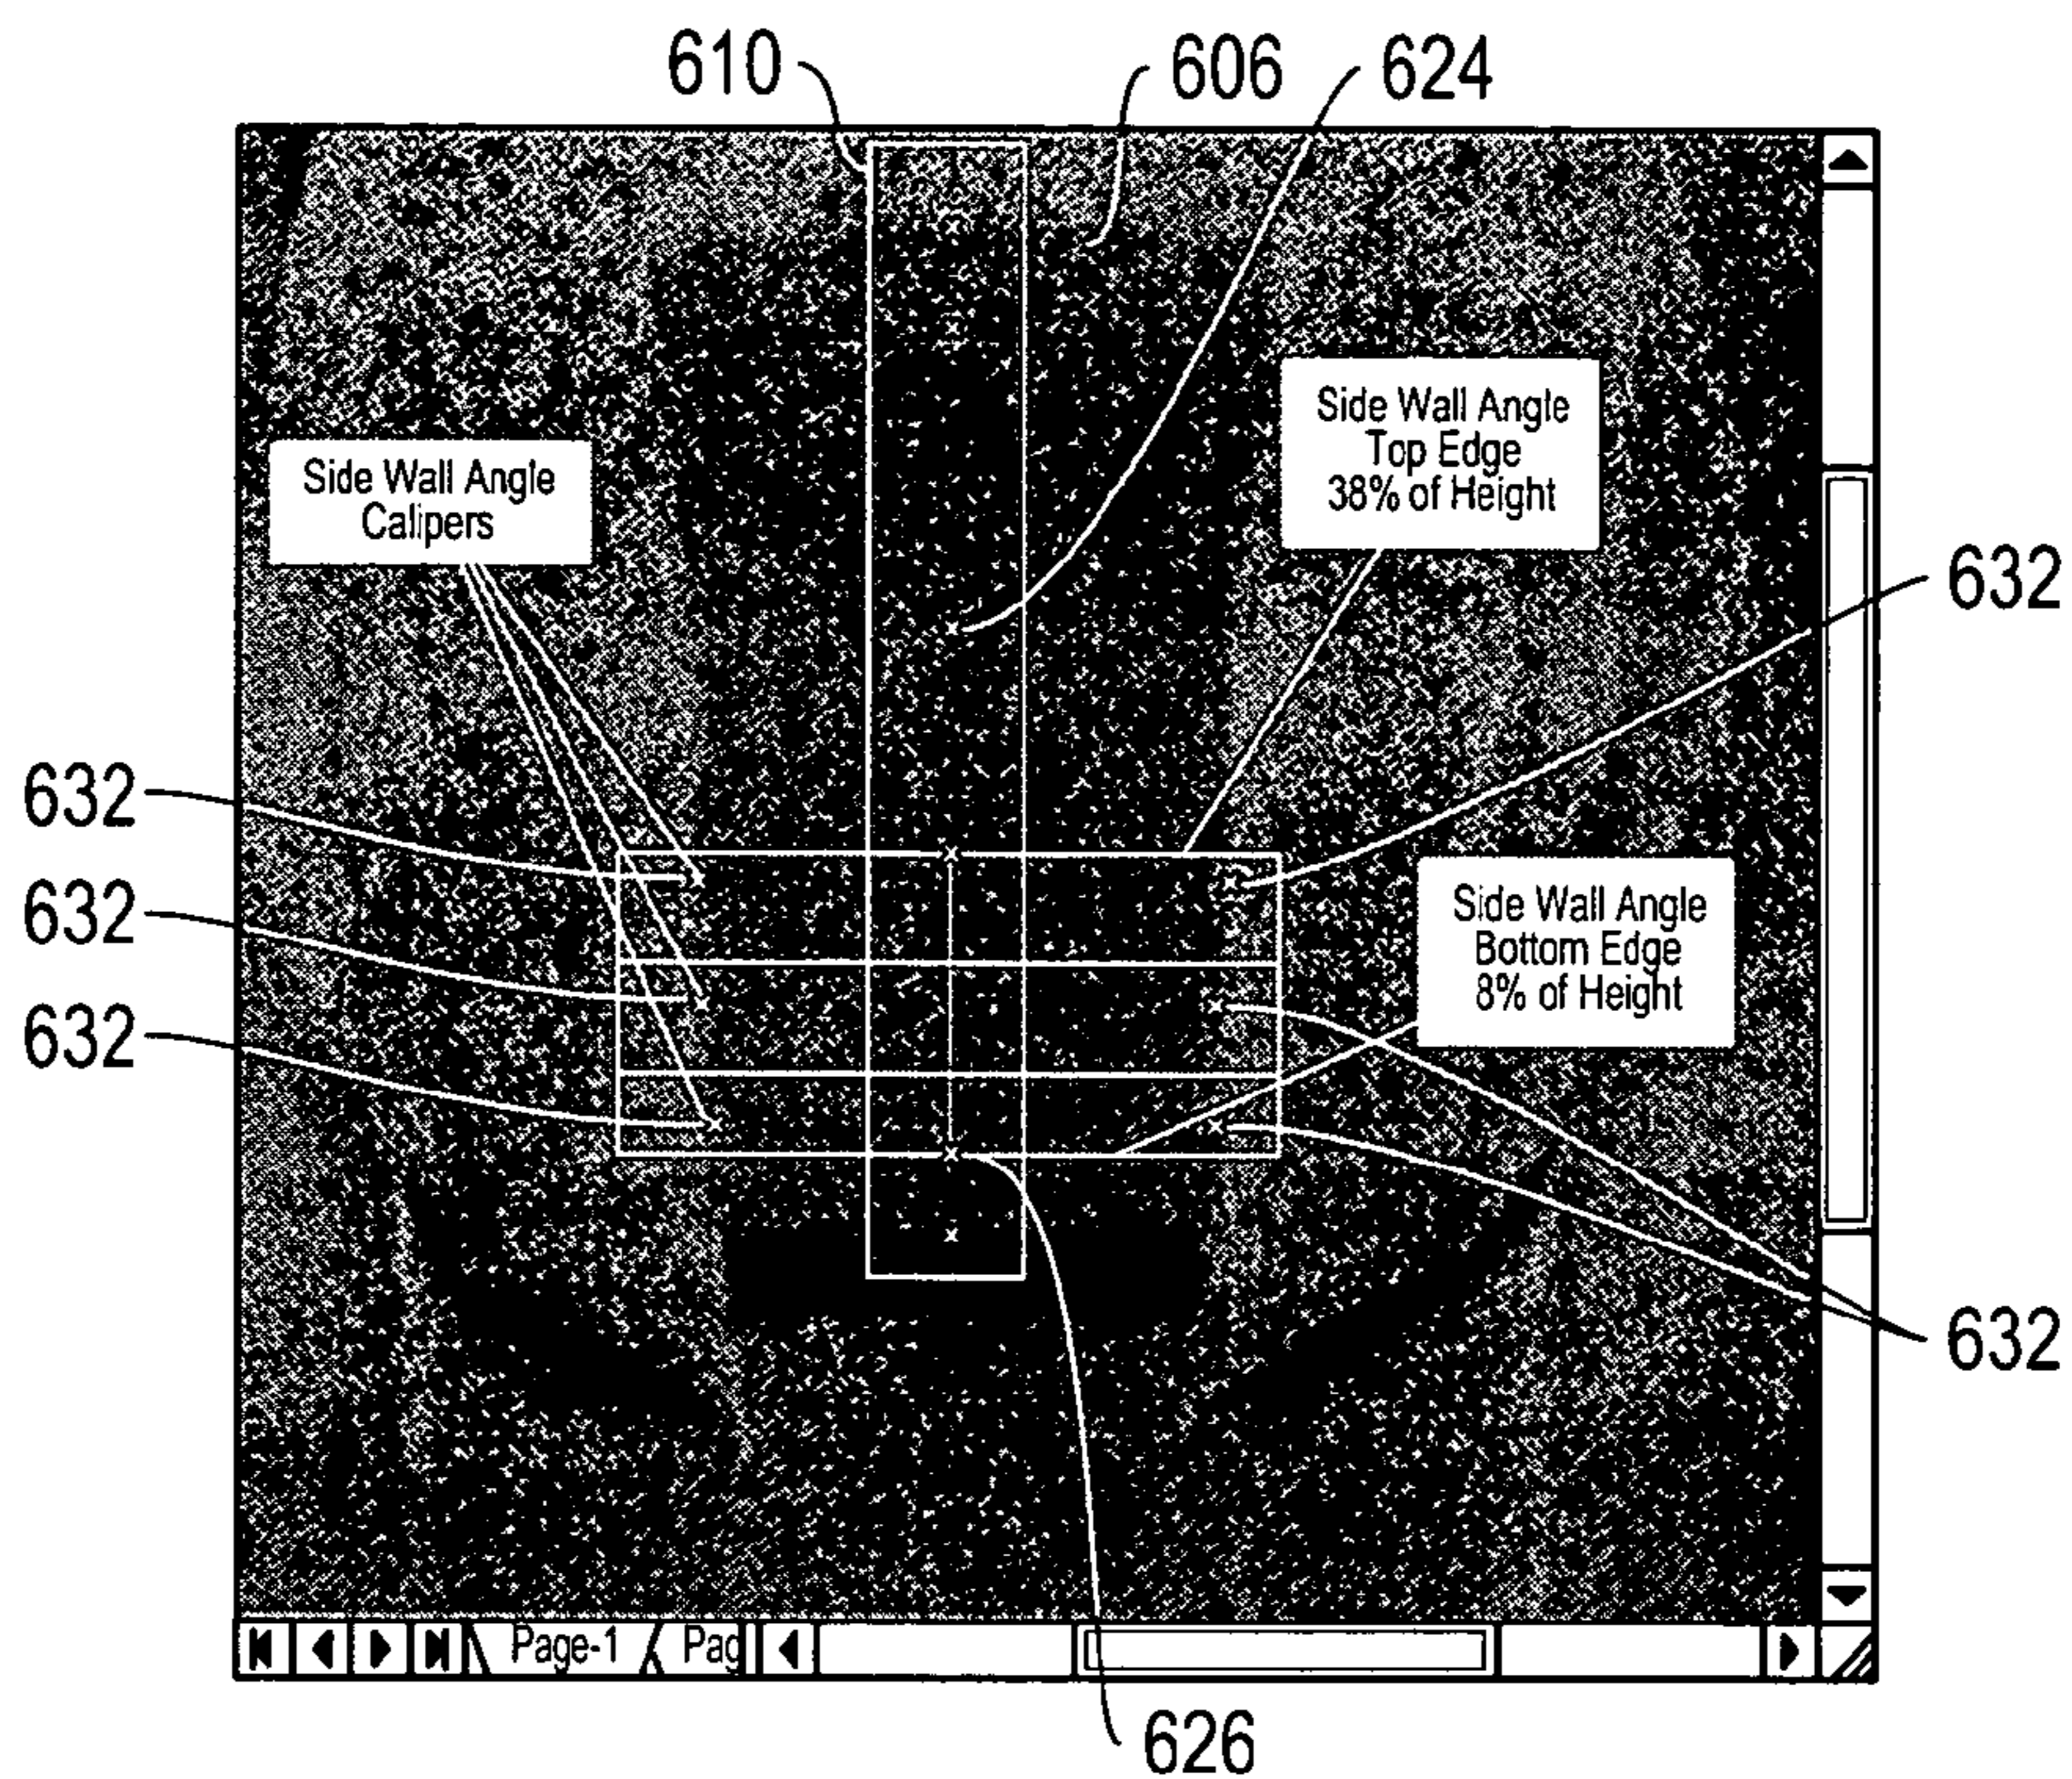 610
606
624
Side Wall Angle
Top Edge
38% of Height
Side Wall Angle
Calipers
632
632
Side Wall Angle
Bottom Edge
8% of Height
632
632
632
Page-1
Pag
626